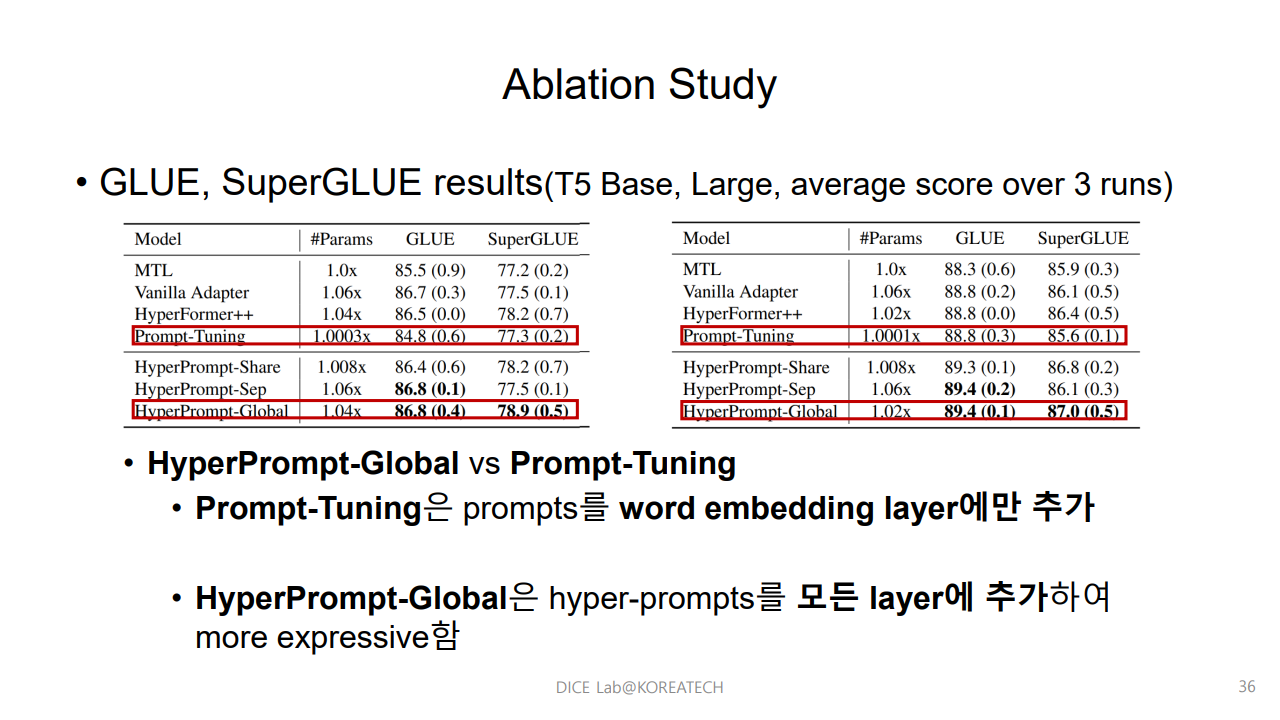 Ablation Study
• GLUE, SuperGLUE results(T5 Base, Large, average score over 3 runs)
Model #Params GLUE SuperGLUE
MTL 1.0x 85.5 (0.9) 77.2 (0.2)
Vanilla Adapter 1.06x 86.7 (0.3) 77.5 (0.1)
HyperFormer++ 1.04x 86.5 (0.0) 78.2 (0.7)
Prompt-Tuning 1.0003x 84.8 (0.6) 77.3 (0.2)
HyperPrompt-Share 1.008x 86.4 (0.6) 78.2 (0.7)
HyperPrompt-Sep 1.06x 86.8 (0.1) 77.5 (0.1)
HyperPrompt-Global 1.04x 86.8 (0.4) 78.9 (0.5)
Model #Params GLUE SuperGLUE
MTL 1.0x 88.3 (0.6) 85.9 (0.3)
Vanilla Adapter 1.06x 88.8 (0.2) 86.1 (0.5)
HyperFormer++ 1.02x 88.8 (0.0) 86.4 (0.5)
Prompt-Tuning 1.0001x 88.8 (0.3) 85.6 (0.1)
HyperPrompt-Share 1.008x 89.3 (0.1) 86.8 (0.2)
HyperPrompt-Sep 1.06x 89.4 (0.2) 86.1 (0.3)
HyperPrompt-Global 1.02x 89.4 (0.1) 87.0 (0.5)
• HyperPrompt-Global vs Prompt-Tuning
• Prompt-Tuning은 prompts를 word embedding layer에만 추가
• HyperPrompt-Global은 hyper-prompts를 모든 layer에 추가하여
more expressive함
DICE Lab@KOREATECH
36